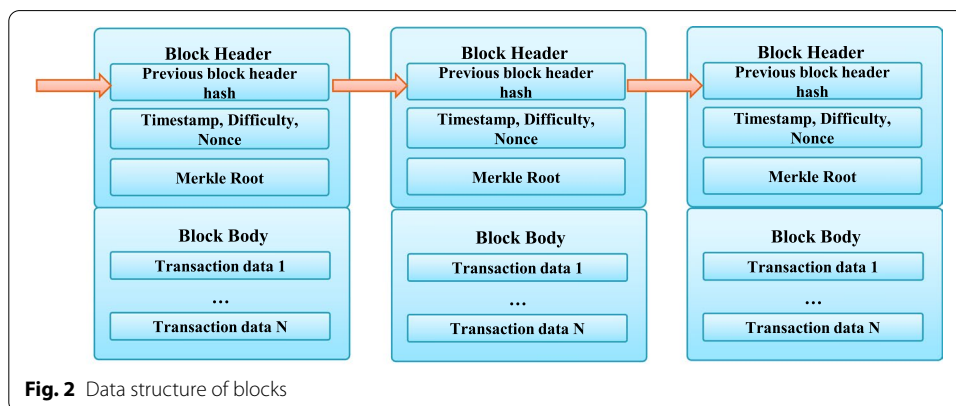 Block Header
Previous block header
hash
Timestamp, Difficulty,
Nonce
Merkle Root
Block Body
Transaction data 1
...
Transaction data N
Block Header
Previous block header
hash
Timestamp, Difficulty,
Nonce
Merkle Root
Block Body
Transaction data 1
...
Transaction data N
Block Header
Previous block header
hash
Timestamp, Difficulty,
Nonce
Merkle Root
Block Body
Transaction data 1
...
Transaction data N
Fig. 2 Data structure of blocks